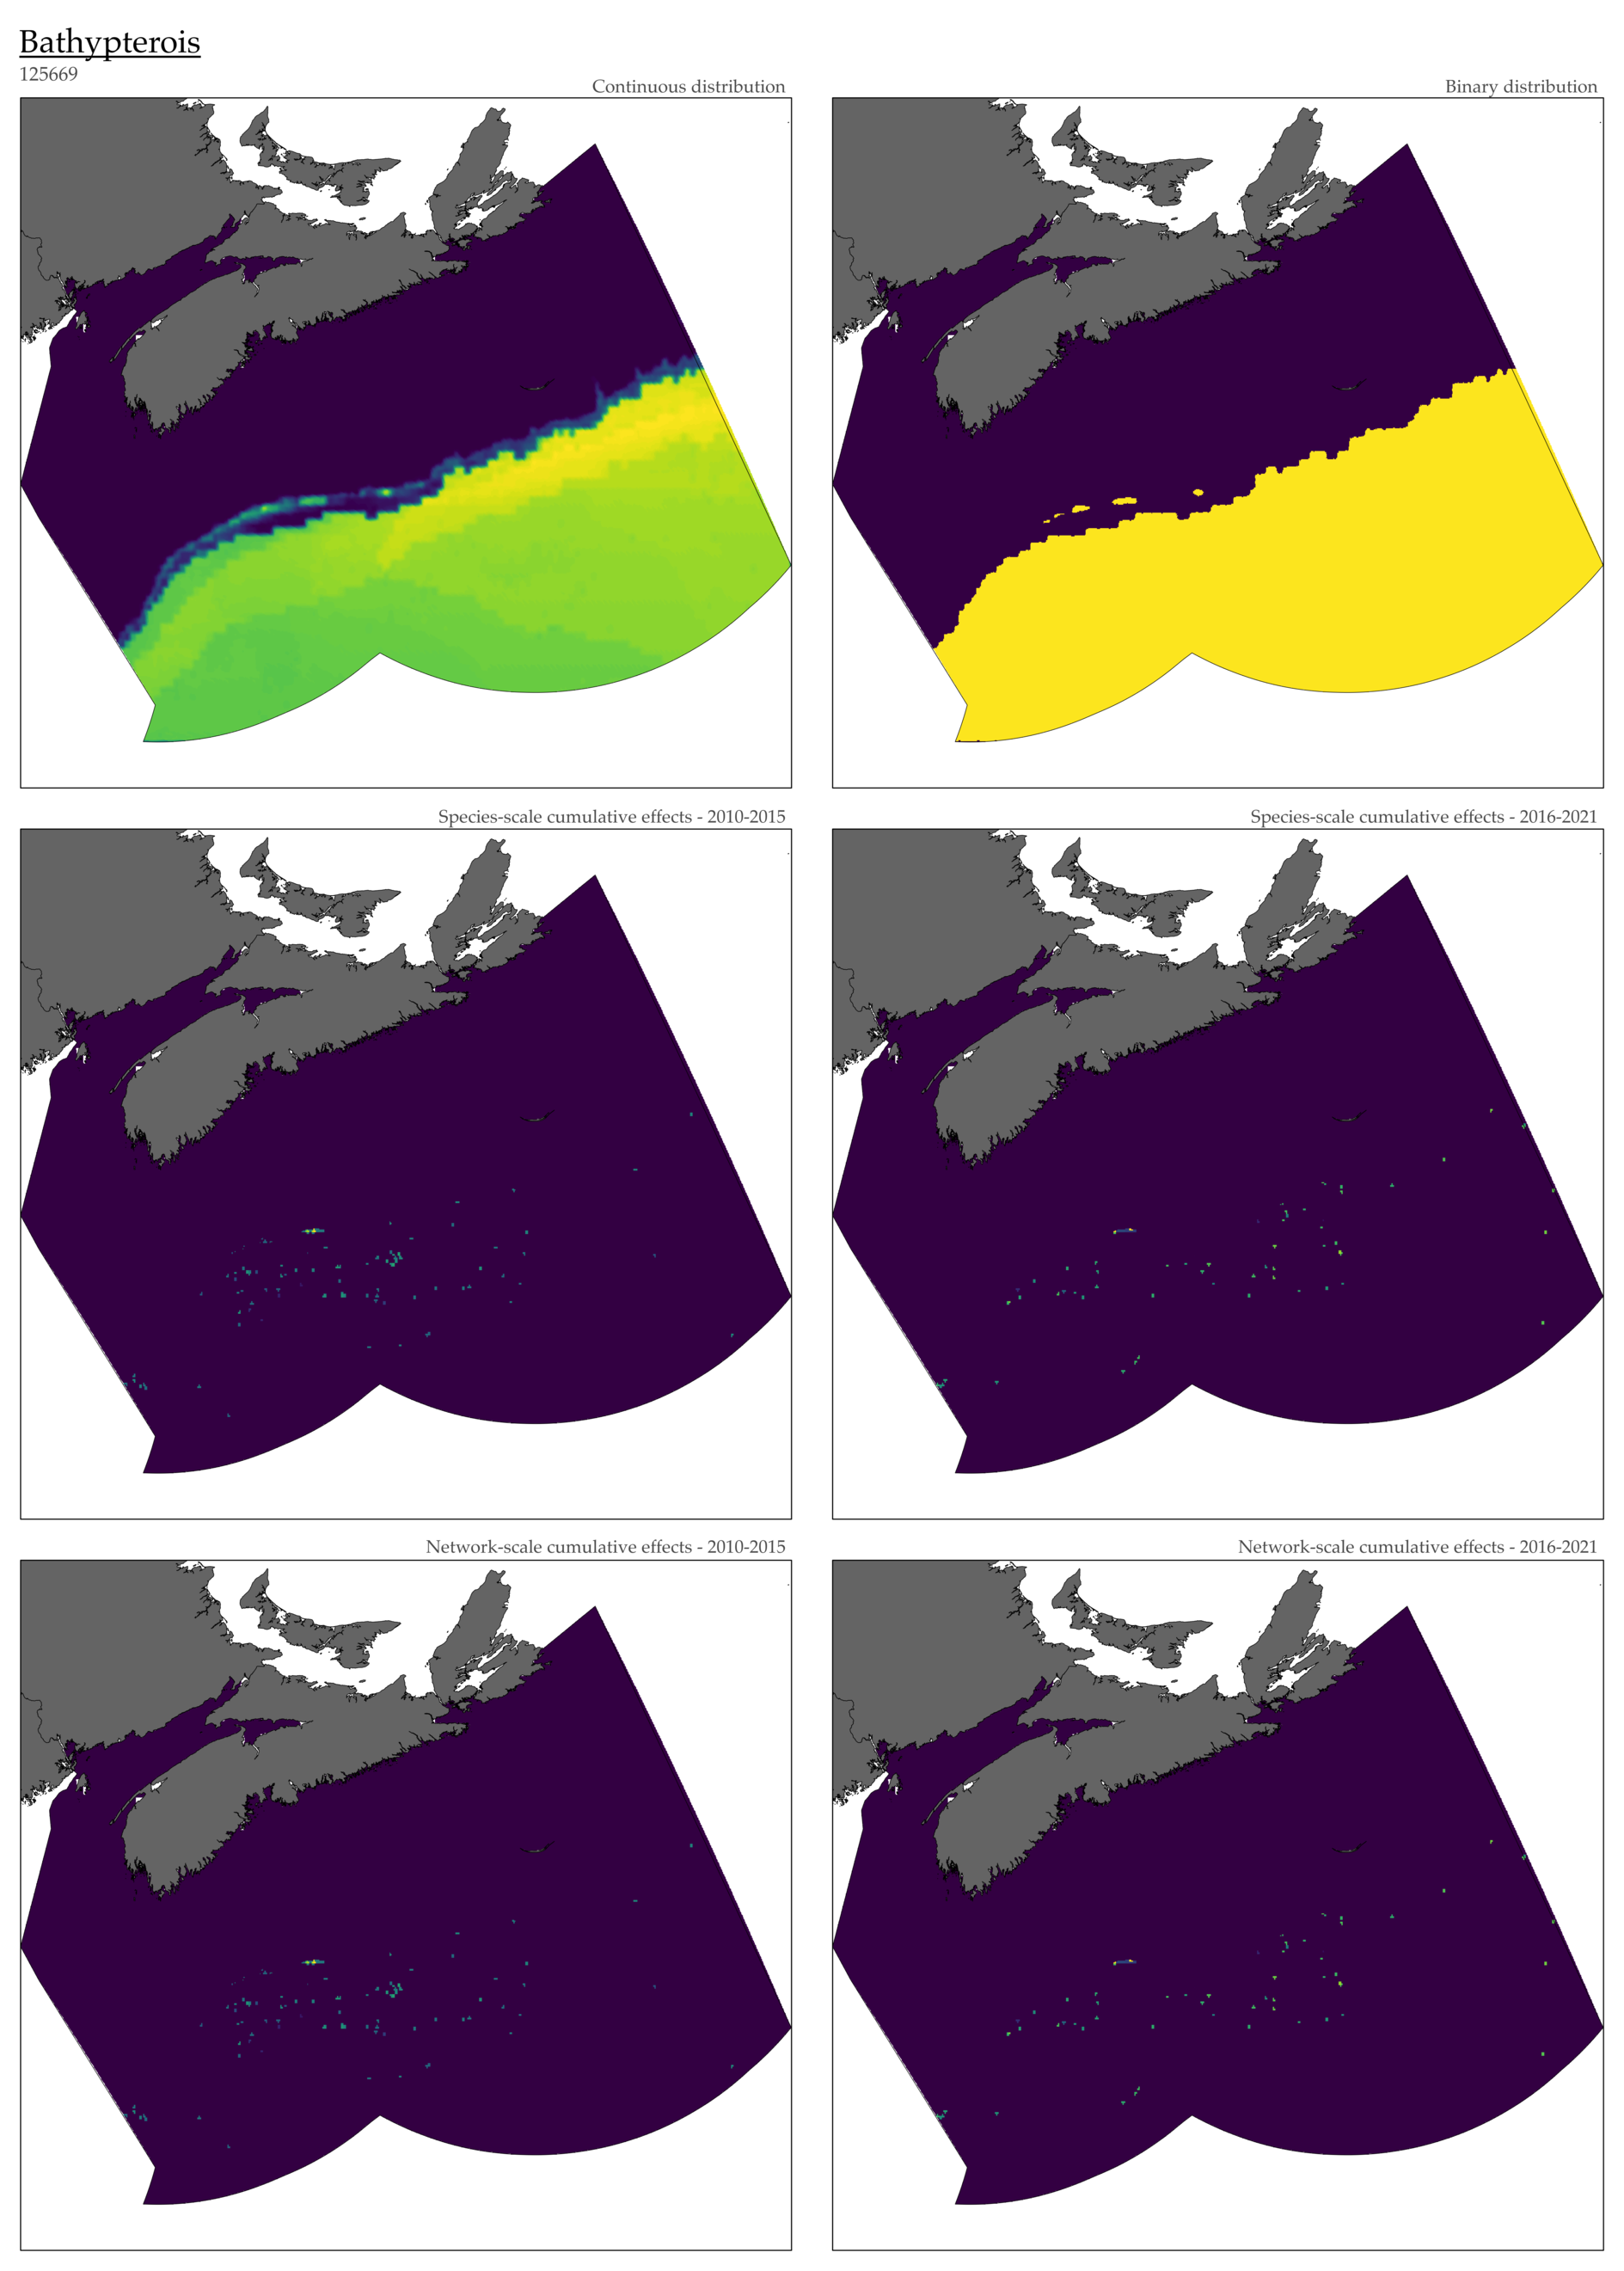 Bathypterois
125669
Continuous distribution
Binary distribution
Species-scale cumulative effects - 2010-2015
Species-scale cumulative effects - 2016-2021
Network-scale cumulative effects - 2010-2015
Network-scale cumulative effects - 2016-2021